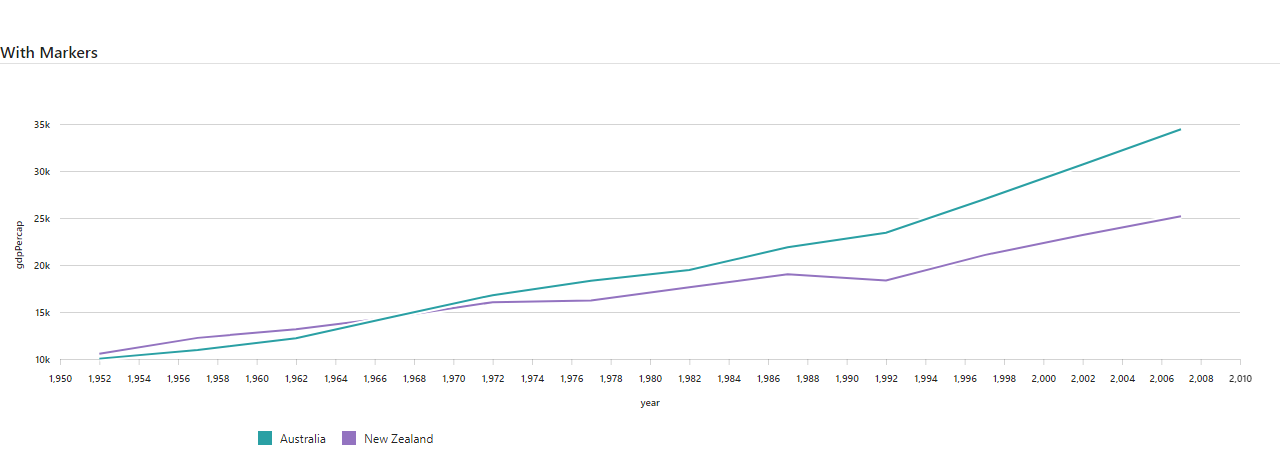 With Markers
35k
30k
25k
20k
15k
10k
gdpPercap
1,950 1,952 1,954 1,956 1,958 1,960 1,962 1,964 1,966 1,968 1,970 1,972 1,974 1,976 1,978 1,980 1,982 1,984 1,986 1,988 1,990 1,992 1,994 1,996 1,998 2,000 2,002 2,004 2,006 2,008 2,010
year
Australia New Zealand